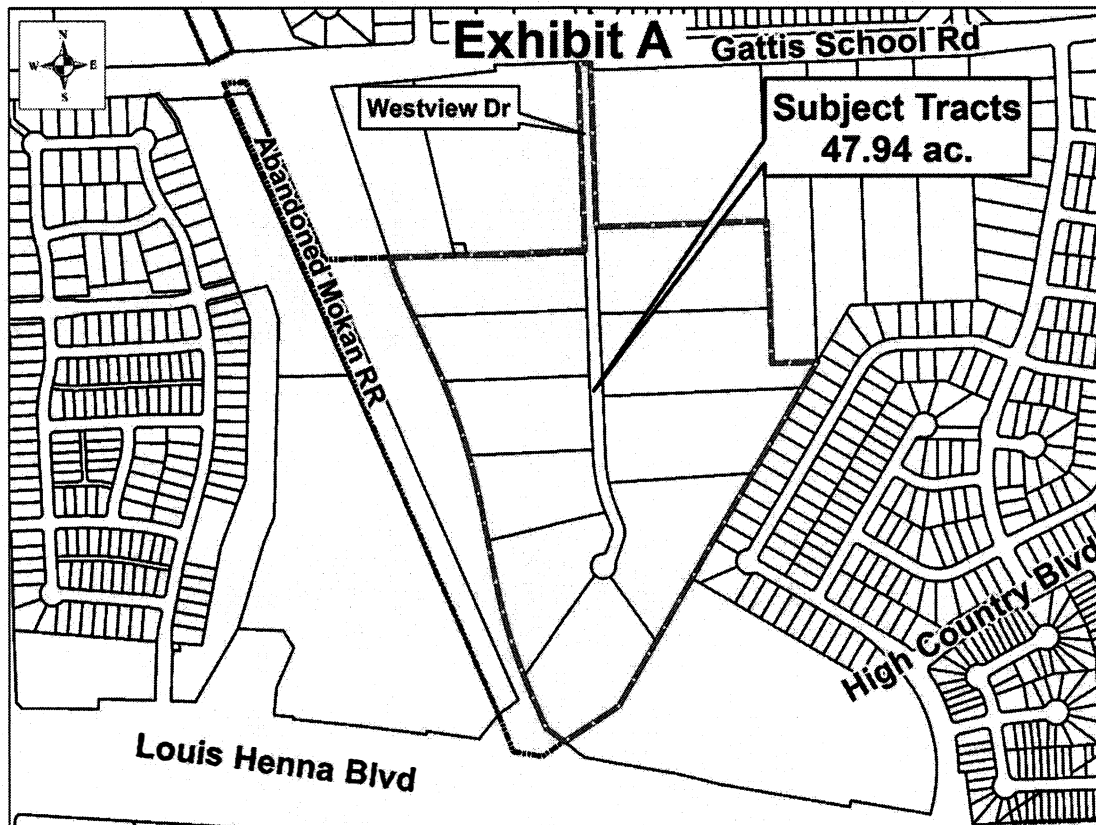 Exhibit A
Gattis School Rd
N
W E
S
Westview Dr
Subject Tracts
47.94 ac.
Abandoned Mokan RR
High Country Blvd
Louis Henna Blvd